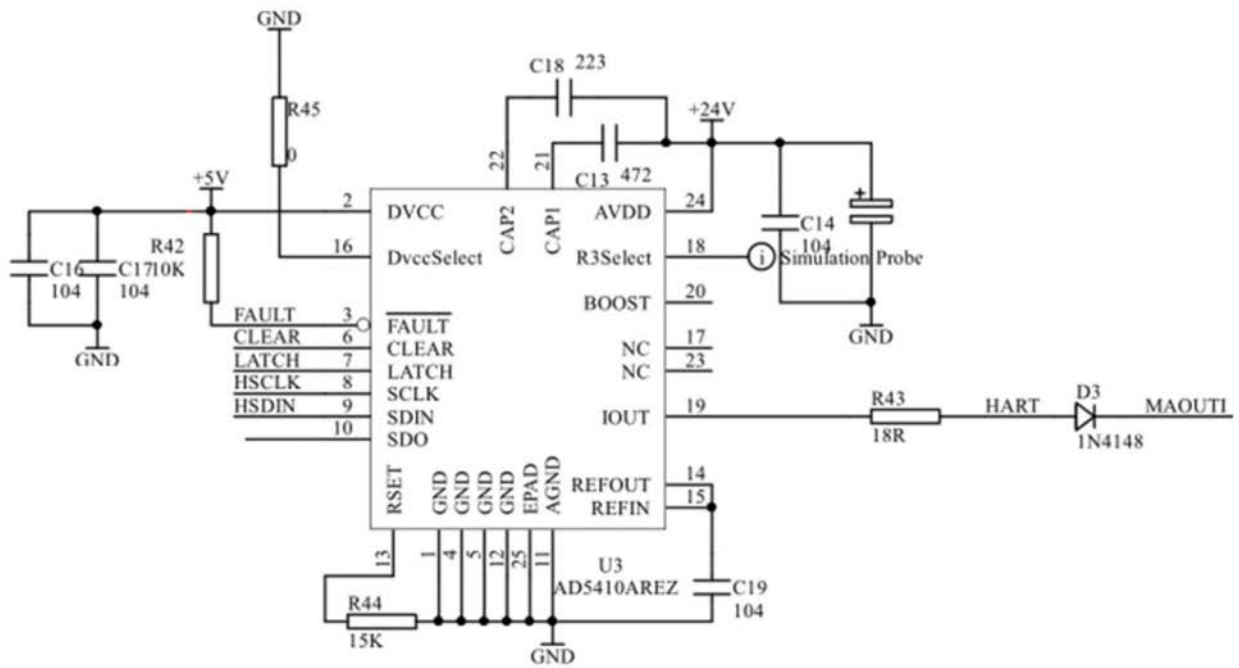 GND
C18 223
R45
+24V
0
22
21
C13 472
+5V
2 DVCC
CAP2
CAP1
AVDD 24
R42
10K
16 DvccSelect
R3Select 18
C14
104
i Simulation Probe
C16
104
C17
104
BOOST 20
FAULT 3 FAULT
GND
CLEAR 6 CLEAR
NC 17
GND
LATCH 7 LATCH
NC 23
HSCLK 8 SCLK
HSDIN 9 SDIN
IOUT 19
R43
18R
HART
D3
1N4148
MAOUTI
10 SDO
RSET
GND
GND
GND
GND
EPAD
AGND
REFOUT 14
REFIN 15
13
1
4
5
12
25
11
U3
AD5410AREZ
C19
104
R44
15K
GND